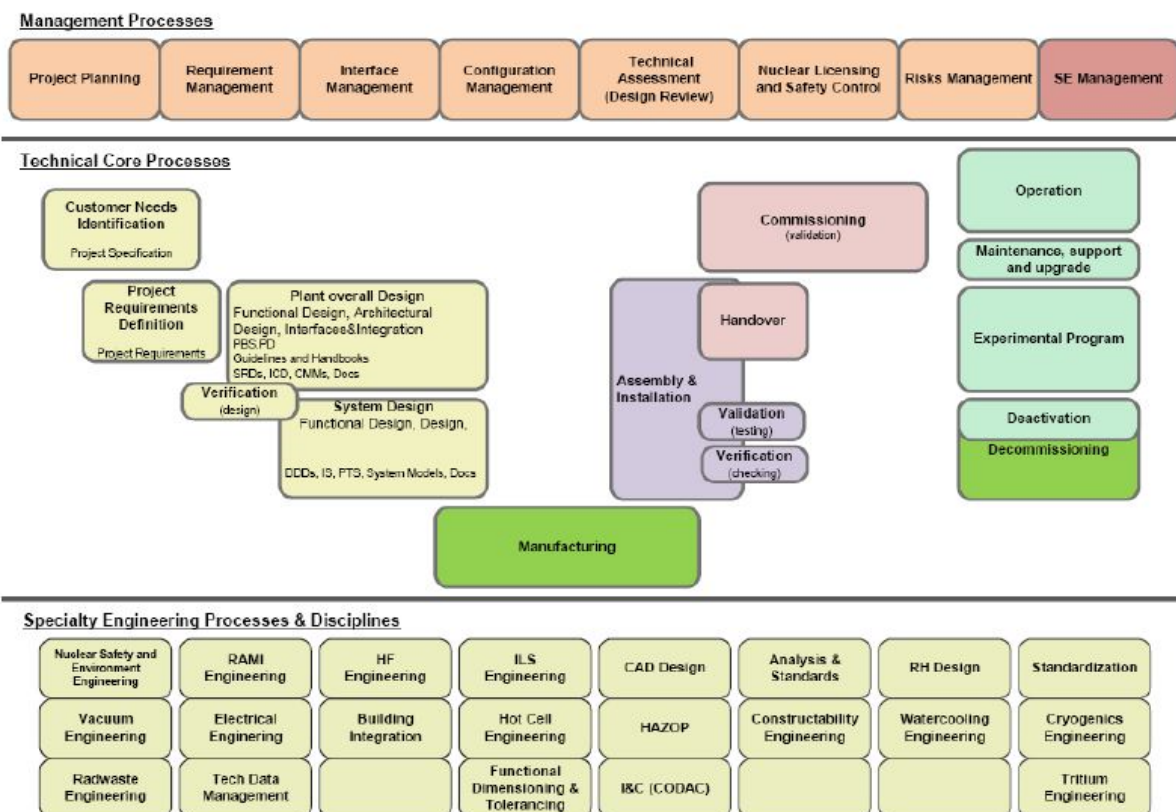 Management Processes
Project Planning
Requirement
Management
Interface
Management
Configuration
Management
Technical
Assessment
(Design Review)
Nuclear Licensing
and Safety Control
Risks Management
SE Management
Technical Core Processes
Customer Needs
Identification
Project Specification
Project
Requirements
Definition
Project Requirements
Plant overall Design
Functional Design, Architectural
Design, Interfaces&Integration
PBS,PD
Guidelines and Handbooks
SRDs, ICD, CMMs, Docs
Verification
(design)
System Design
Functional Design, Design,
DDDs, IS, PTS, System Models, Docs
Manufacturing
Assembly &
Installation
Commissioning
(validation)
Handover
Validation
(testing)
Verification
(checking)
Operation
Maintenance, support
and upgrade
Experimental Program
Deactivation
Decommissioning
Specialty Engineering Processes & Disciplines
Nuclear Safety and
Environment
Engineering
RAMI
Engineering
HF
Engineering
ILS
Engineering
CAD Design
Analysis &
Standards
RH Design
Standardization
Vacuum
Engineering
Electrical
Enginering
Building
Integration
Hot Cell
Engineering
HAZOP
Constructability
Engineering
Watercooling
Engineering
Cryogenics
Engineering
Radwaste
Engineering
Tech Data
Management
Functional
Dimensioning &
Tolerancing
I&C (CODAC)
Tritium
Engineering